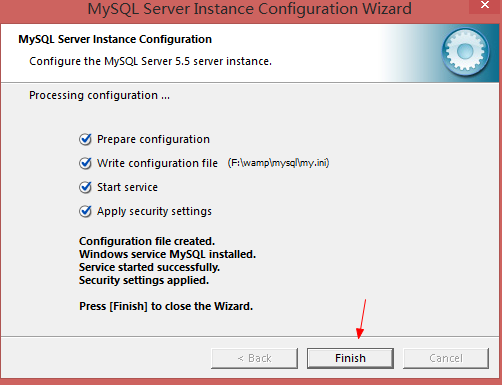 MySQL Server Instance Configuration Wizard
MySQL Server Instance Configuration
Configure the MySQL Server 5.5 server instance.
Processing configuration ...
Prepare configuration
Write configuration file (F:\wamp\mysql\my.ini)
Start service
Apply security settings
Configuration file created.
Windows service MySQL installed.
Service started successfully.
Security settings applied.
Press [Finish] to close the Wizard.
< Back Finish Cancel